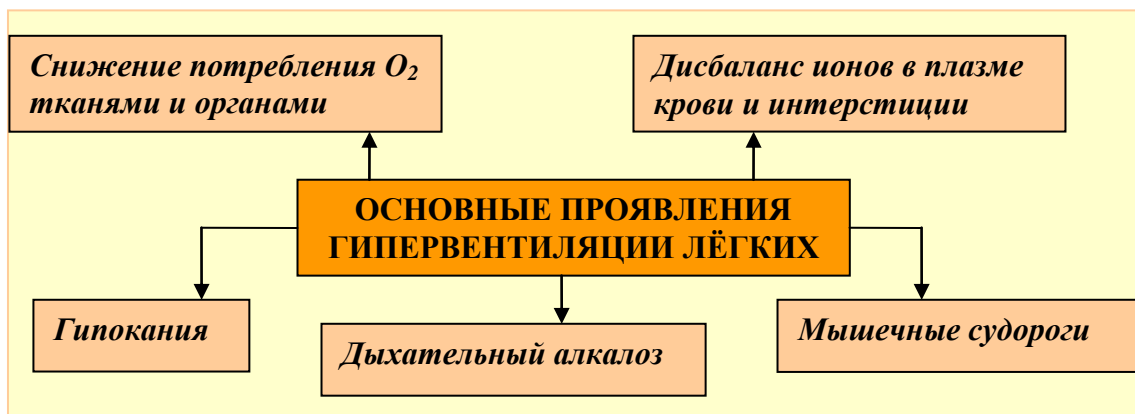 Снижение потребления O₂
тканями и органами
Дисбаланс ионов в плазме
крови и интерстиции
ОСНОВНЫЕ ПРОЯВЛЕНИЯ
ГИПЕРВЕНТИЛЯЦИИ ЛЁГКИХ
Гипокания
Дыхательный алкалоз
Мышечные судороги